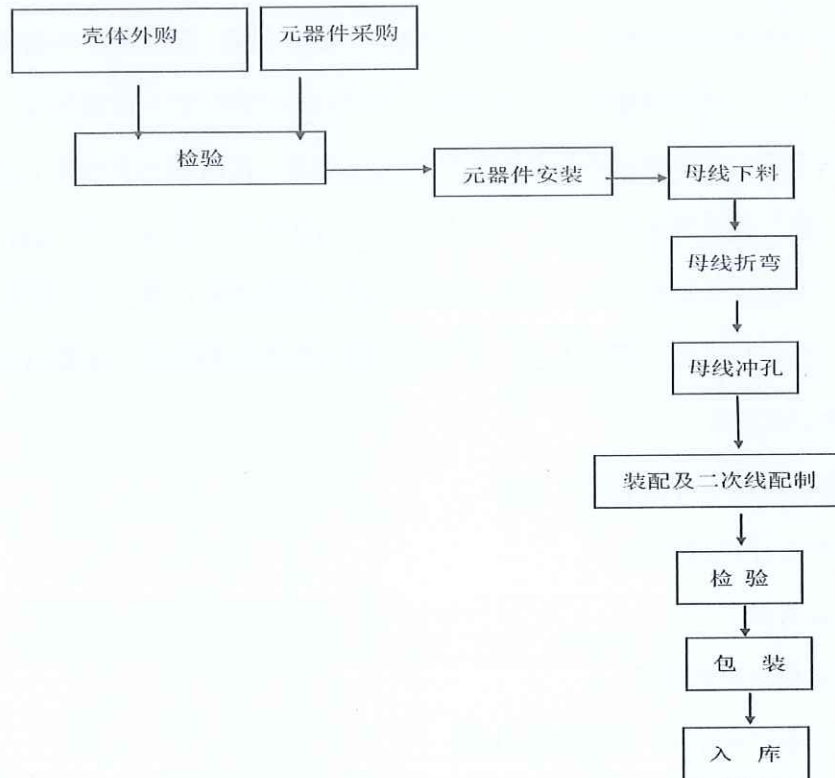 壳体外购
元器件采购
检验
元器件安装
母线下料
母线折弯
母线冲孔
装配及二次线配制
检 验
包 装
入 库